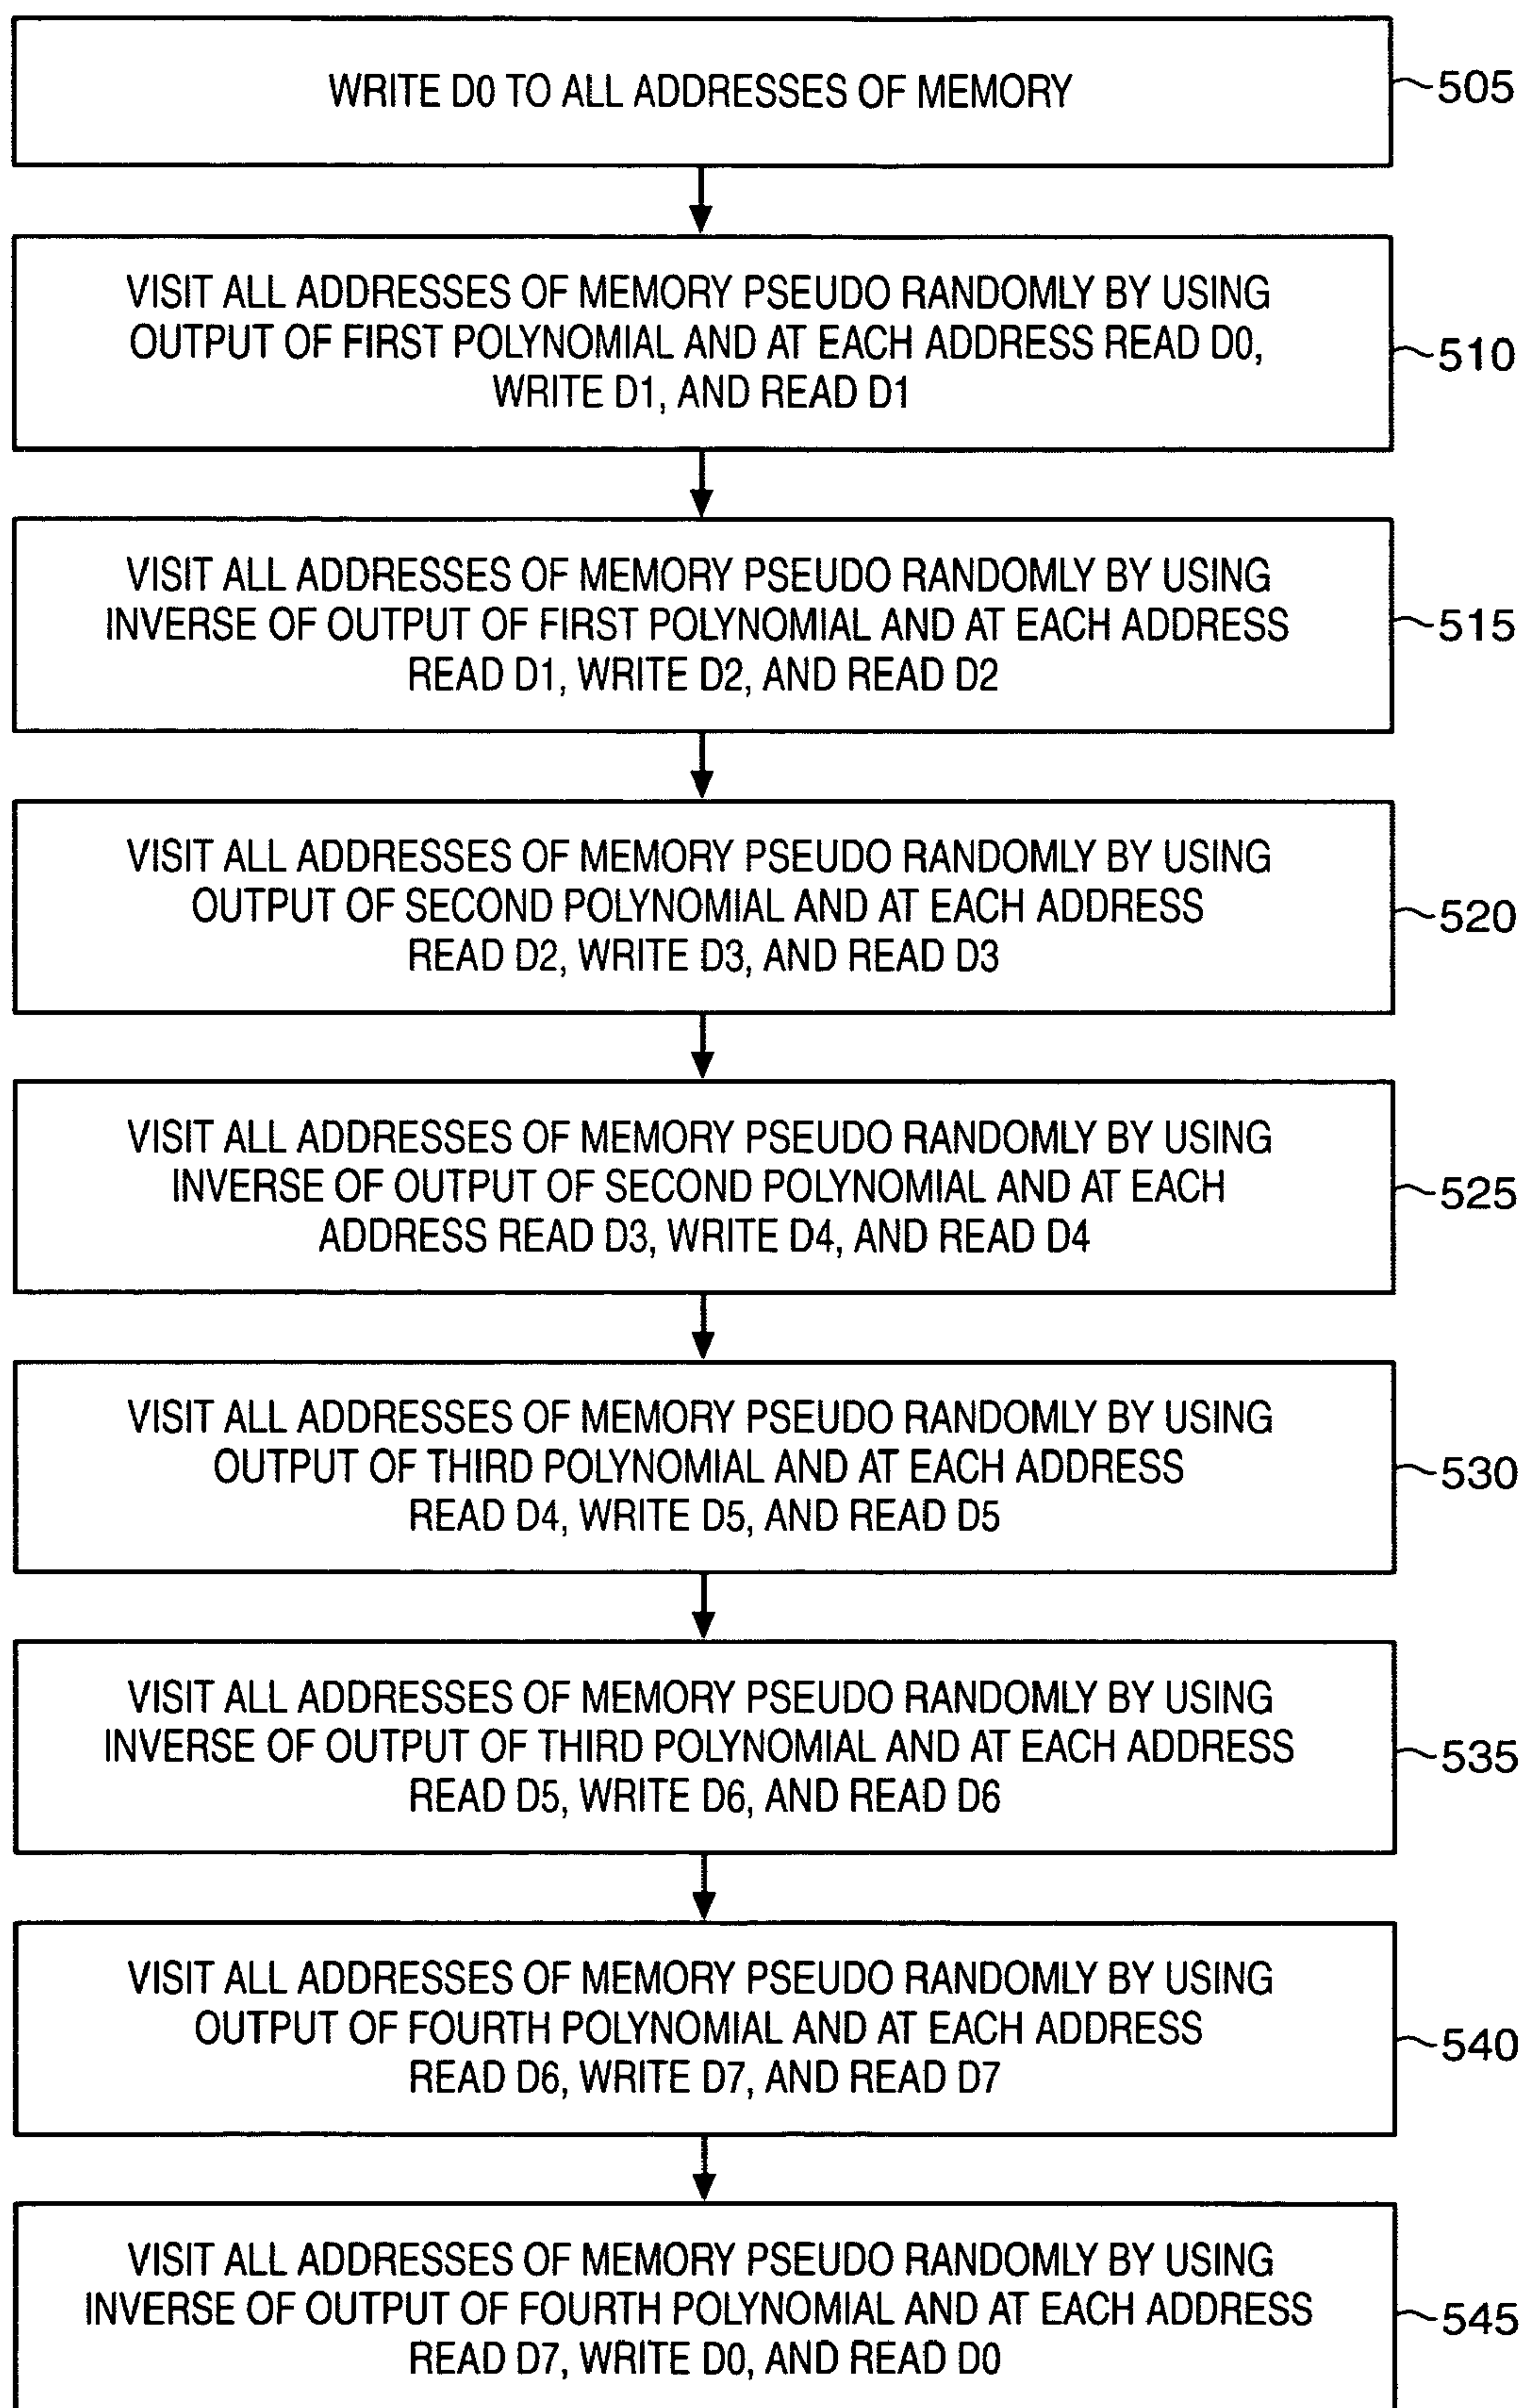 WRITE D0 TO ALL ADDRESSES OF MEMORY
505
VISIT ALL ADDRESSES OF MEMORY PSEUDO RANDOMLY BY USING
OUTPUT OF FIRST POLYNOMIAL AND AT EACH ADDRESS READ D0,
WRITE D1, AND READ D1
510
VISIT ALL ADDRESSES OF MEMORY PSEUDO RANDOMLY BY USING
INVERSE OF OUTPUT OF FIRST POLYNOMIAL AND AT EACH ADDRESS
READ D1, WRITE D2, AND READ D2
515
VISIT ALL ADDRESSES OF MEMORY PSEUDO RANDOMLY BY USING
OUTPUT OF SECOND POLYNOMIAL AND AT EACH ADDRESS
READ D2, WRITE D3, AND READ D3
520
VISIT ALL ADDRESSES OF MEMORY PSEUDO RANDOMLY BY USING
INVERSE OF OUTPUT OF SECOND POLYNOMIAL AND AT EACH
ADDRESS READ D3, WRITE D4, AND READ D4
525
VISIT ALL ADDRESSES OF MEMORY PSEUDO RANDOMLY BY USING
OUTPUT OF THIRD POLYNOMIAL AND AT EACH ADDRESS
READ D4, WRITE D5, AND READ D5
530
VISIT ALL ADDRESSES OF MEMORY PSEUDO RANDOMLY BY USING
INVERSE OF OUTPUT OF THIRD POLYNOMIAL AND AT EACH ADDRESS
READ D5, WRITE D6, AND READ D6
535
VISIT ALL ADDRESSES OF MEMORY PSEUDO RANDOMLY BY USING
OUTPUT OF FOURTH POLYNOMIAL AND AT EACH ADDRESS
READ D6, WRITE D7, AND READ D7
540
VISIT ALL ADDRESSES OF MEMORY PSEUDO RANDOMLY BY USING
INVERSE OF OUTPUT OF FOURTH POLYNOMIAL AND AT EACH ADDRESS
READ D7, WRITE D0, AND READ D0
545